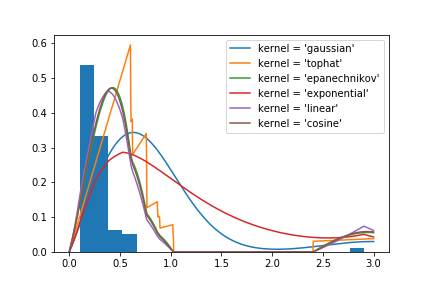 0.6
0.5
0.4
0.3
0.2
0.1
0.0
kernel = 'gaussian'
kernel = 'tophat'
kernel = 'epanechnikov'
kernel = 'exponential'
kernel = 'linear'
kernel = 'cosine'
0.0 0.5 1.0 1.5 2.0 2.5 3.0